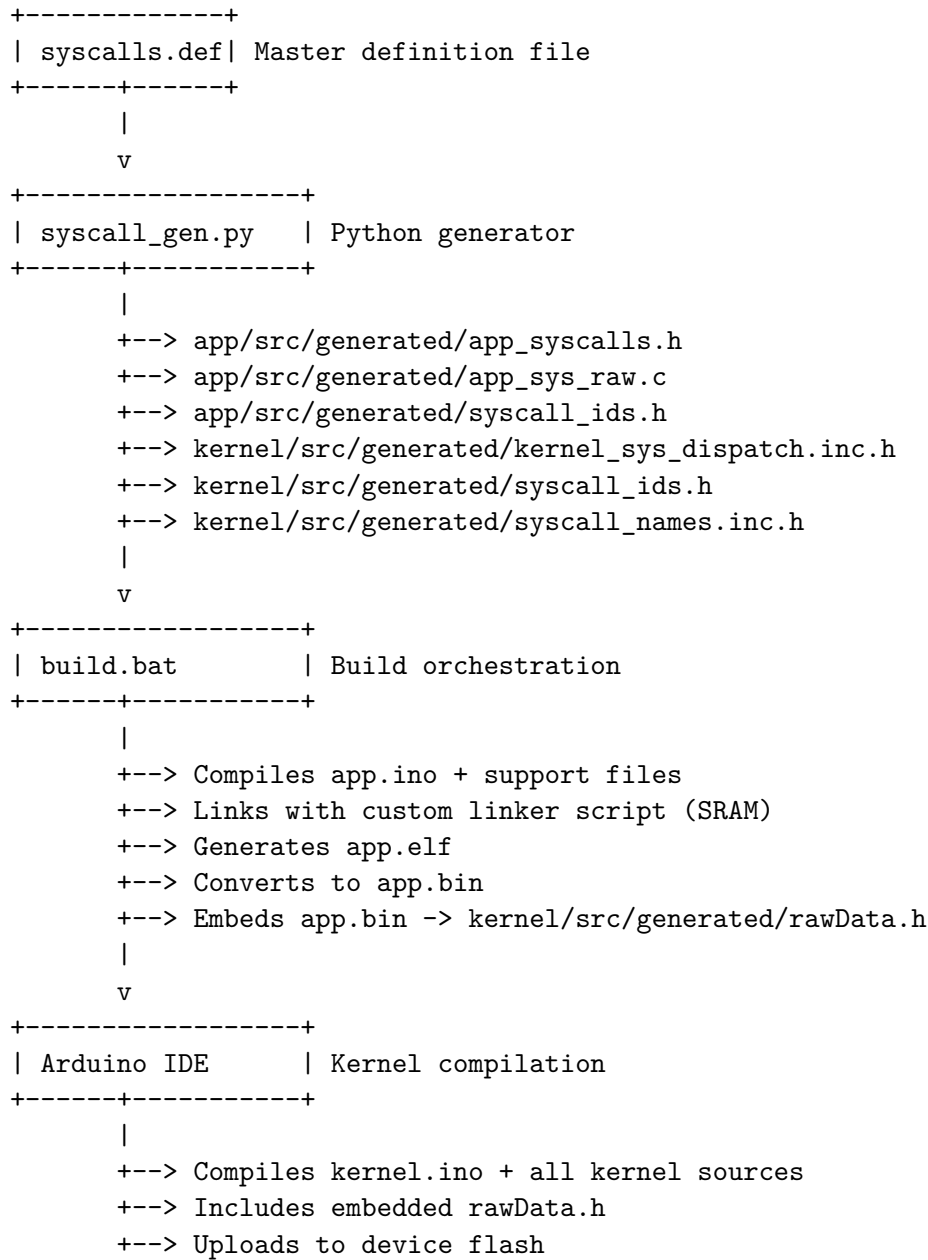 +-------------+
| syscalls.def| Master definition file
+------+------+
       |
       v
+------------------+
| syscall_gen.py   | Python generator
+------+-----------+
       |
       +--> app/src/generated/app_syscalls.h
       +--> app/src/generated/app_sys_raw.c
       +--> app/src/generated/syscall_ids.h
       +--> kernel/src/generated/kernel_sys_dispatch.inc.h
       +--> kernel/src/generated/syscall_ids.h
       +--> kernel/src/generated/syscall_names.inc.h
       |
       v
+------------------+
| build.bat        | Build orchestration
+------+-----------+
       |
       +--> Compiles app.ino + support files
       +--> Links with custom linker script (SRAM)
       +--> Generates app.elf
       +--> Converts to app.bin
       +--> Embeds app.bin -> kernel/src/generated/rawData.h
       |
       v
+------------------+
| Arduino IDE      | Kernel compilation
+------+-----------+
       |
       +--> Compiles kernel.ino + all kernel sources
       +--> Includes embedded rawData.h
       +--> Uploads to device flash